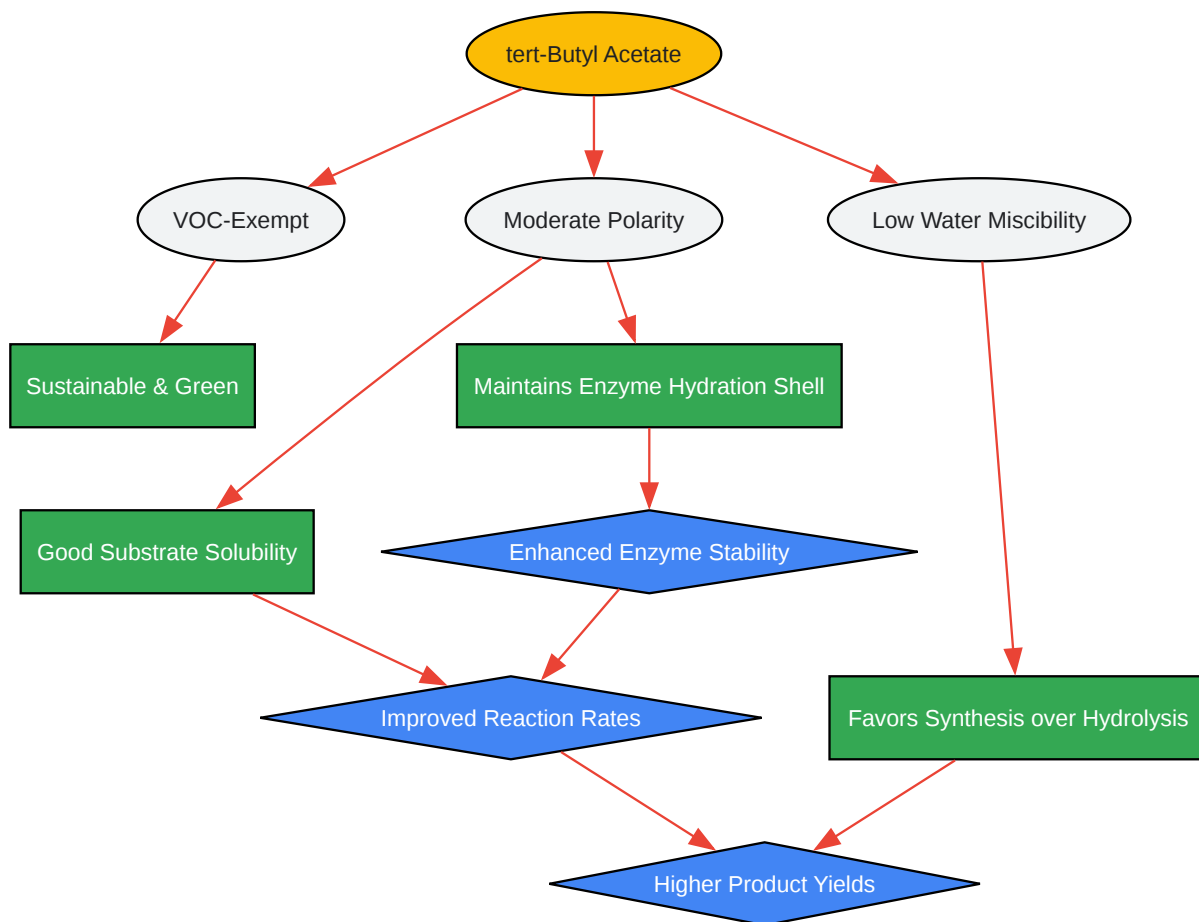 tert-Butyl Acetate
VOC-Exempt
Moderate Polarity
Low Water Miscibility
Sustainable & Green
Maintains Enzyme Hydration Shell
Good Substrate Solubility
Enhanced Enzyme Stability
Improved Reaction Rates
Favors Synthesis over Hydrolysis
Higher Product Yields